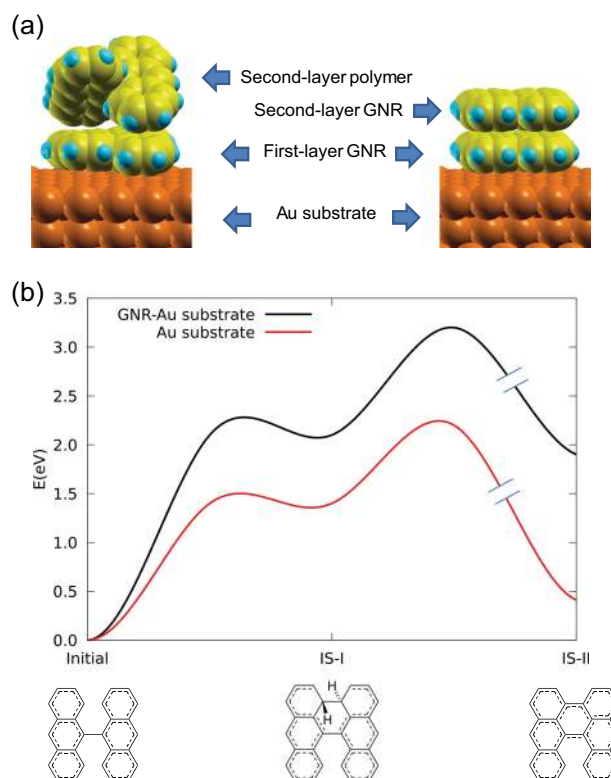 (a)
Second-layer polymer
Second-layer GNR
First-layer GNR
Au substrate
(b)
3.5
3.0
2.5
2.0
1.5
1.0
0.5
0.0
E(eV)
GNR-Au substrate
Au substrate
Initial
IS-I
IS-II
H
H